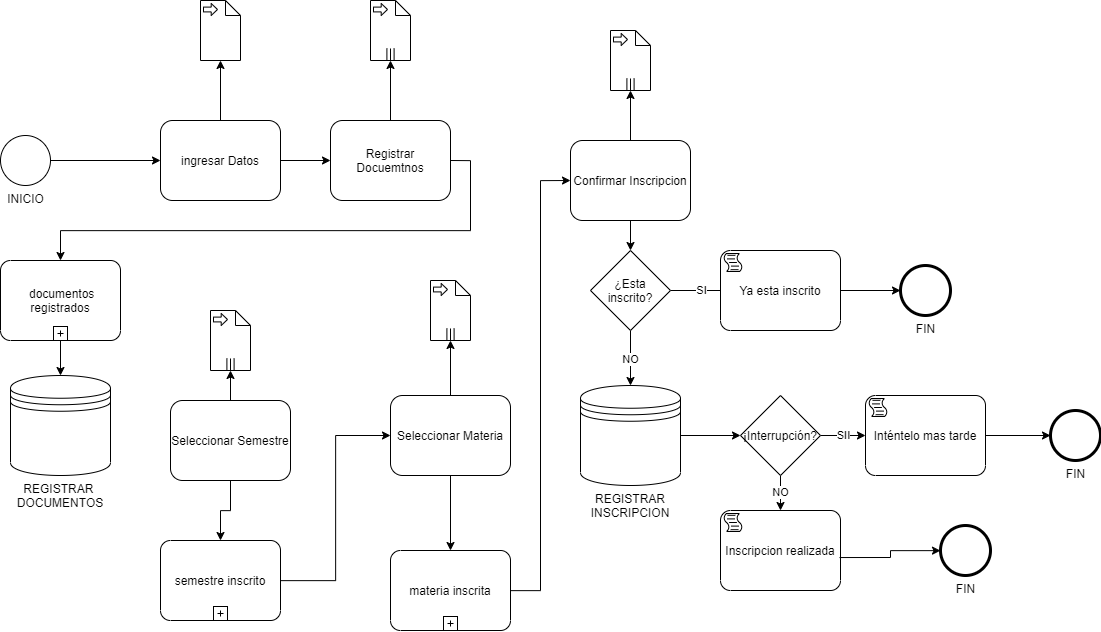 ingresar Datos
Registrar
Docuemtnos
INICIO
documentos
registrados
REGISTRAR
DOCUMENTOS
Seleccionar Semestre
semestre inscrito
Seleccionar Materia
materia inscrita
Confirmar Inscripcion
¿Esta
inscrito?
SI
Ya esta inscrito
FIN
NO
REGISTRAR
INSCRIPCION
¡Interrupción?
SII
Inténtelo mas tarde
FIN
NO
Inscripcion realizada
FIN